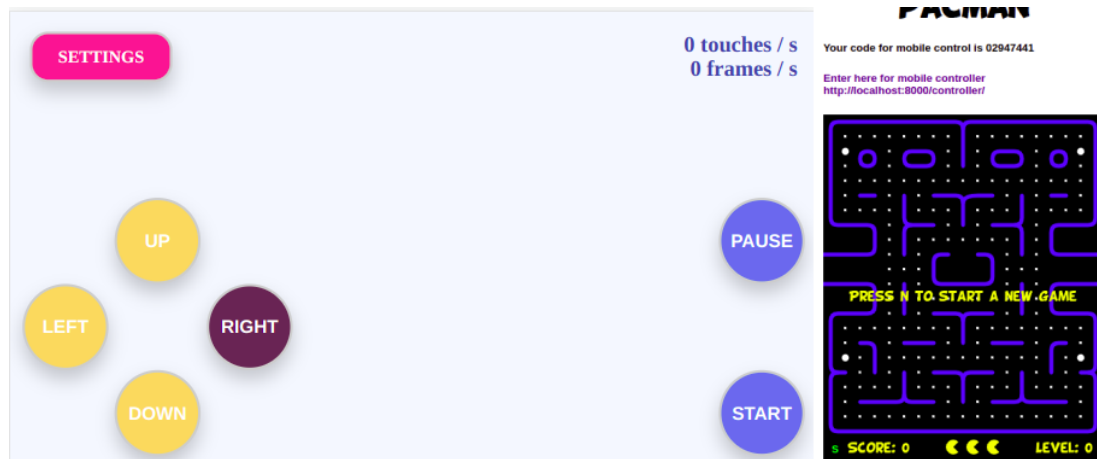 SETTINGS
0 touches / s
0 frames / s
UP
LEFT
RIGHT
DOWN
PAUSE
START
PACMAN
Your code for mobile control is 02947441
Enter here for mobile controller
http://localhost:8000/controller/
PRESS N TO START A NEW GAME
s SCORE: 0 LEVEL: 0